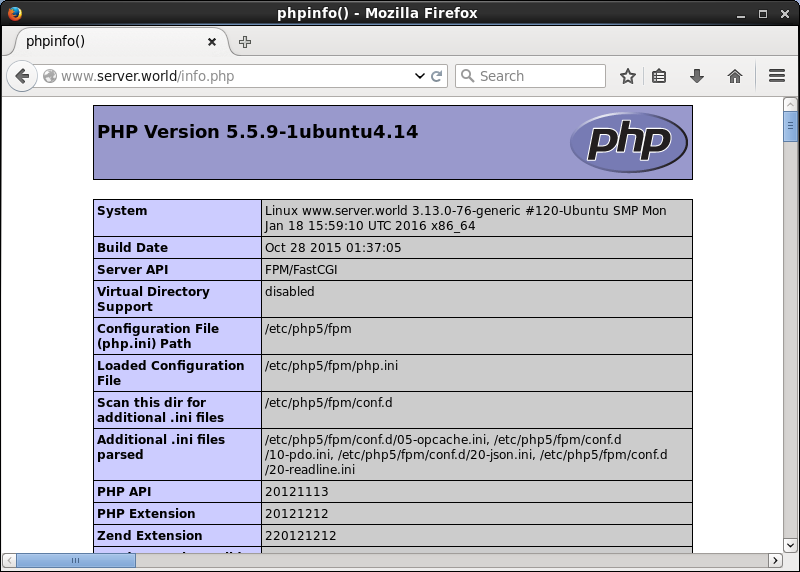 phpinfo() - Mozilla Firefox
phpinfo()
www.server.world/info.php
Search
PHP Version 5.5.9-1ubuntu4.14
php
System
Linux www.server.world 3.13.0-76-generic #120-Ubuntu SMP Mon
Jan 18 15:59:10 UTC 2016 x86_64
Build Date
Oct 28 2015 01:37:05
Server API
FPM/FastCGI
Virtual Directory
Support
disabled
Configuration File
(php.ini) Path
/etc/php5/fpm
Loaded Configuration
File
/etc/php5/fpm/php.ini
Scan this dir for
additional .ini files
/etc/php5/fpm/conf.d
Additional .ini files
parsed
/etc/php5/fpm/conf.d/05-opcache.ini, /etc/php5/fpm/conf.d
/10-pdo.ini, /etc/php5/fpm/conf.d/20-json.ini, /etc/php5/fpm/conf.d
/20-readline.ini
PHP API
20121113
PHP Extension
20121212
Zend Extension
220121212